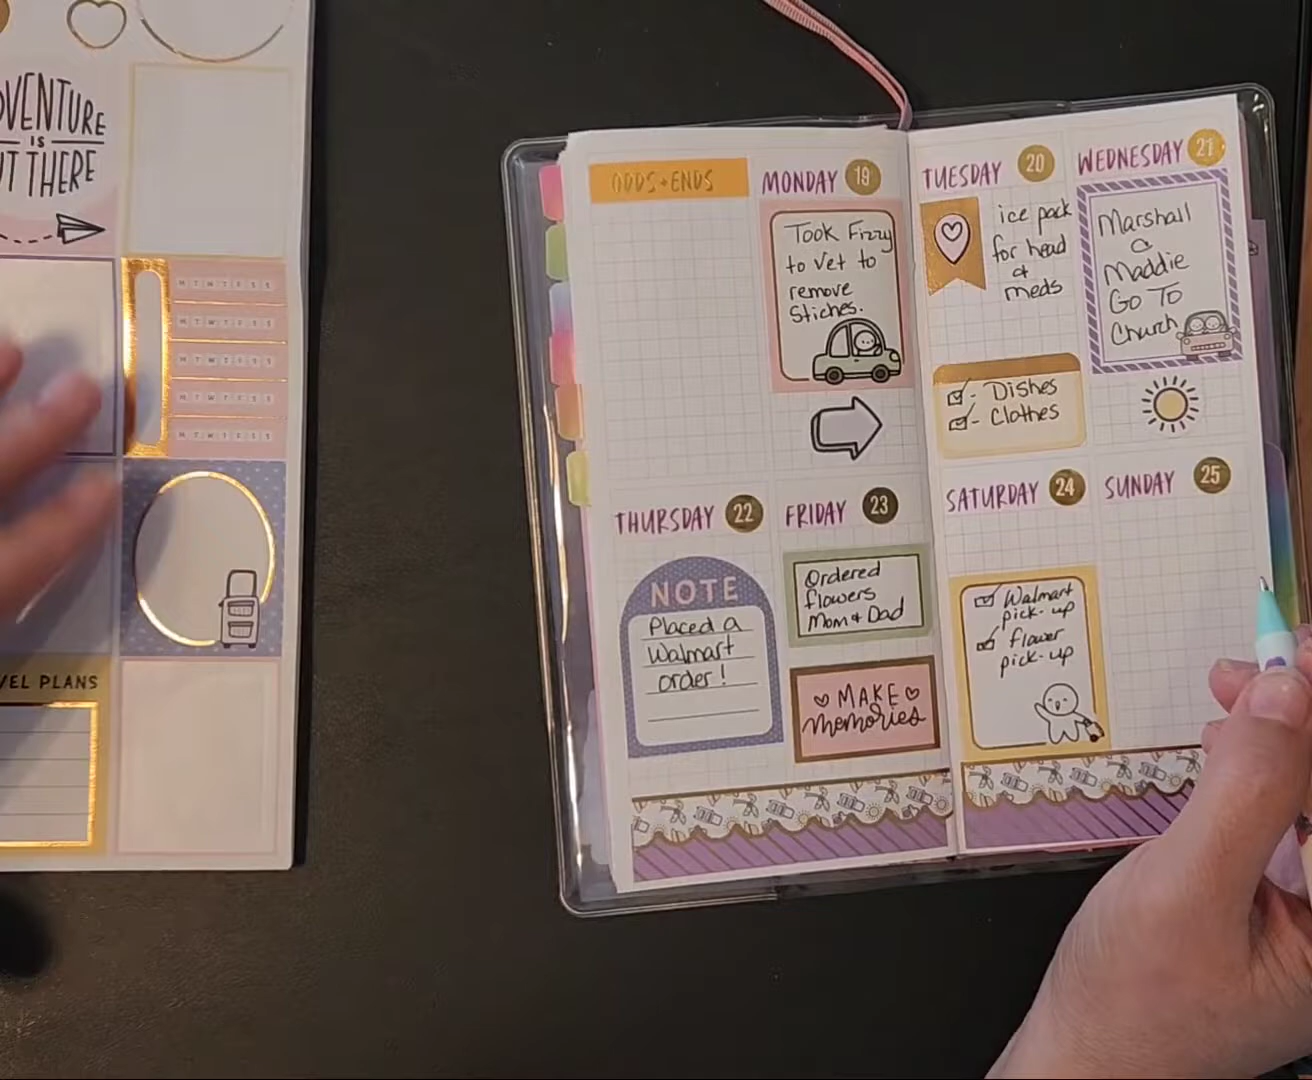 VENTURE
IS
UT THERE
M T W T F S S
M T W T F S S
M T W T F S S
M T W T F S S
M T W T F S S
VEL PLANS
ODDS+ENDS
MONDAY 19
Took Fizzy
to vet to
remove
Stiches.
TUESDAY 20
ice pack
for head
&
meds
- Dishes
- Clothes
WEDNESDAY 21
Marshall
&
Maddie
Go To
Church
THURSDAY 22
NOTE
Placed a
Walmart
order!
FRIDAY 23
Ordered
flowers
Mom & Dad
MAKE
memories
SATURDAY 24
Walmart
pick-up
flower
pick-up
SUNDAY 25